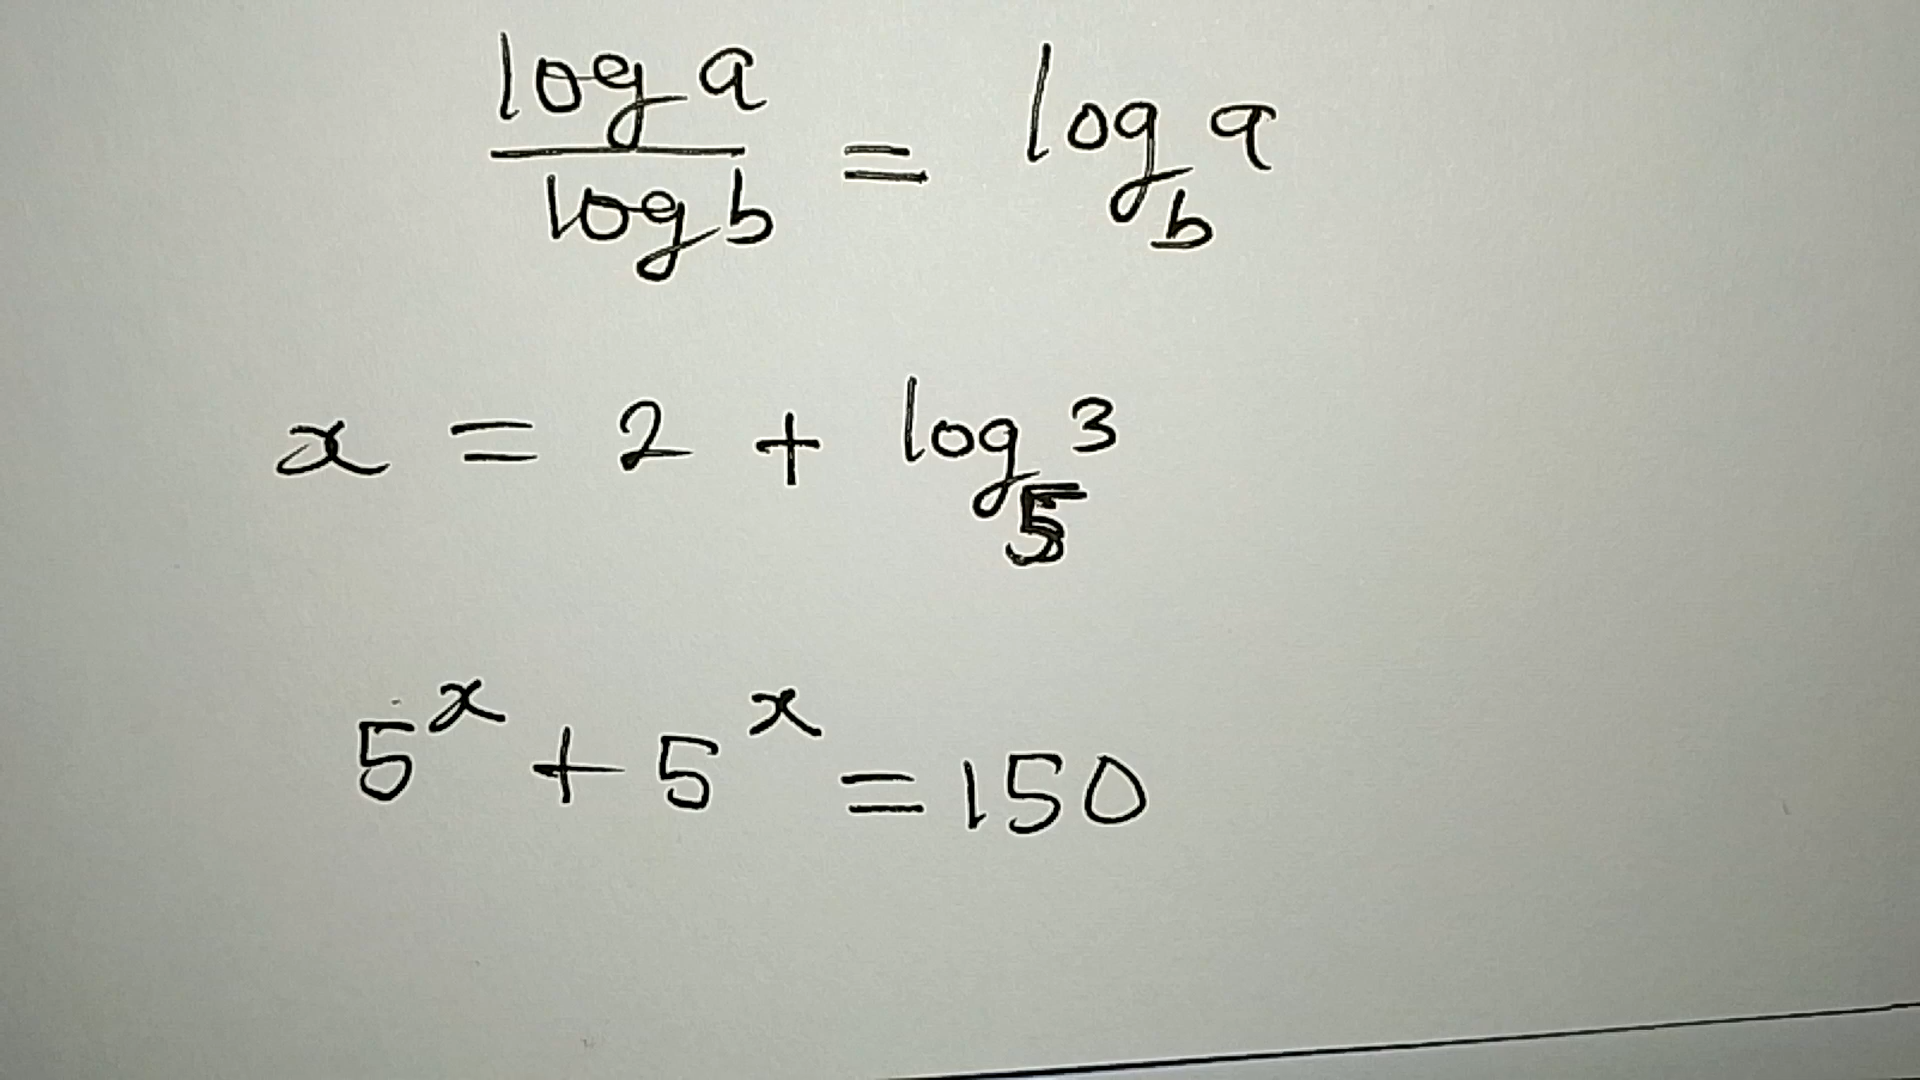 log a / log b = log_b a
x = 2 + log_5 3
5^x + 5^x = 150